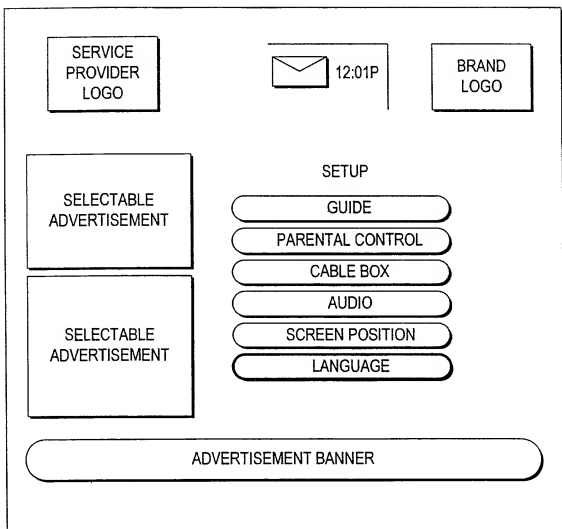 SERVICE
PROVIDER
LOGO
12:01P
BRAND
LOGO
SELECTABLE
ADVERTISEMENT
SETUP
GUIDE
PARENTAL CONTROL
CABLE BOX
AUDIO
SCREEN POSITION
LANGUAGE
SELECTABLE
ADVERTISEMENT
ADVERTISEMENT BANNER